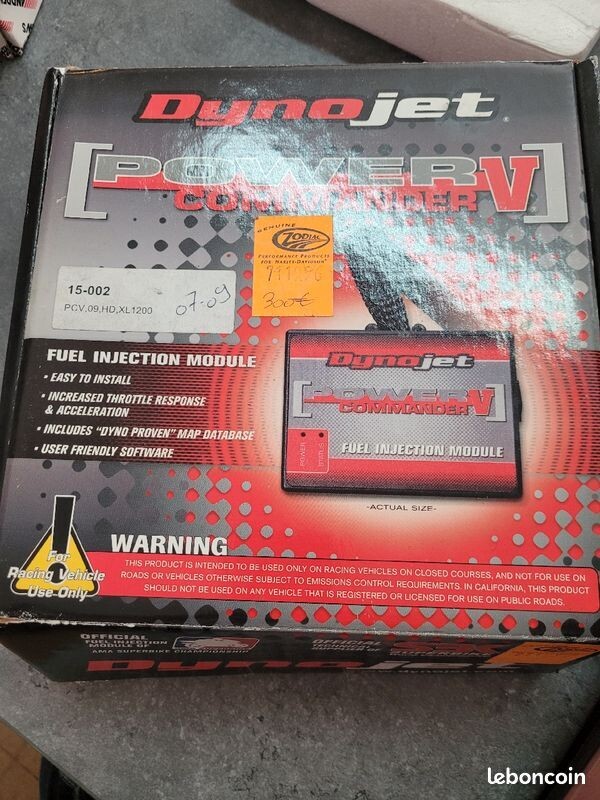 Dynojet
POWER V
COMMANDER
GENUINE
ZODIAC
PERFORMANCE PRODUCTS
FOR HARLEY-DAVIDSON
300€
15-002
PCV,09,HD,XL1200
07-09
FUEL INJECTION MODULE
• EASY TO INSTALL
• INCREASED THROTTLE RESPONSE
& ACCELERATION
• INCLUDES "DYNO PROVEN" MAP DATABASE
• USER FRIENDLY SOFTWARE
Dynojet
POWER V
COMMANDER
POWER
FUEL INJECTION MODULE
-ACTUAL SIZE-
For
Racing Vehicle
Use Only
WARNING
THIS PRODUCT IS INTENDED TO BE USED ONLY ON RACING VEHICLES ON CLOSED COURSES, AND NOT FOR USE ON
ROADS OR VEHICLES OTHERWISE SUBJECT TO EMISSIONS CONTROL REQUIREMENTS. IN CALIFORNIA, THIS PRODUCT
SHOULD NOT BE USED ON ANY VEHICLE THAT IS REGISTERED OR LICENSED FOR USE ON PUBLIC ROADS.
OFFICIAL
FUEL INJECTION
MODULE OF
AMA SUPERBIKE CHAMPIONSHIP
Dynojet
leboncoin